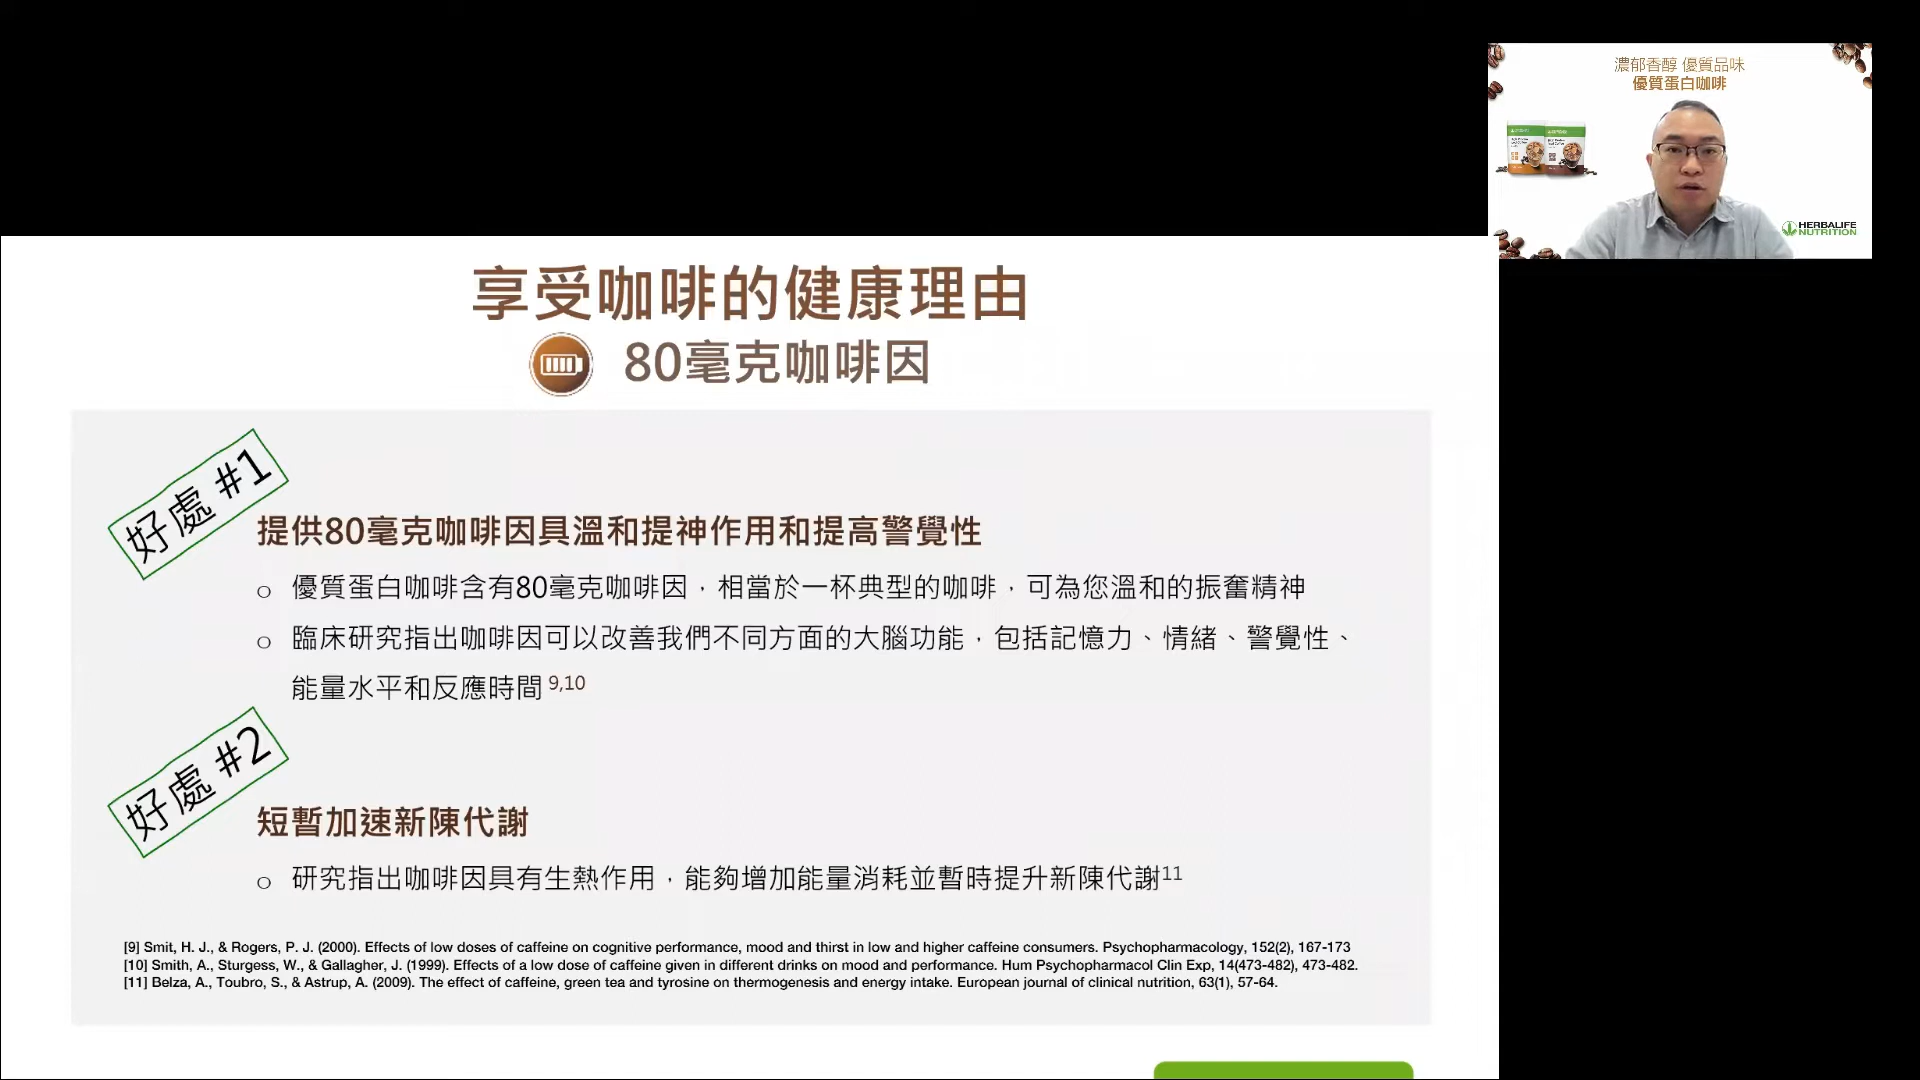 濃郁香醇 優質品味
優質蛋白咖啡
HERBALIFE
NUTRITION
享受咖啡的健康理由
80毫克咖啡因
好處 #1
提供80毫克咖啡因具溫和提神作用和提高警覺性
o 優質蛋白咖啡含有80毫克咖啡因，相當於一杯典型的咖啡，可為您溫和的振奮精神
o 臨床研究指出咖啡因可以改善我們不同方面的大腦功能，包括記憶力、情緒、警覺性、
能量水平和反應時間 9,10
好處 #2
短暫加速新陳代謝
o 研究指出咖啡因具有生熱作用，能夠增加能量消耗並暫時提升新陳代謝11
[9] Smit, H. J., & Rogers, P. J. (2000). Effects of low doses of caffeine on cognitive performance, mood and thirst in low and higher caffeine consumers. Psychopharmacology, 152(2), 167-173
[10] Smith, A., Sturgess, W., & Gallagher, J. (1999). Effects of a low dose of caffeine given in different drinks on mood and performance. Hum Psychopharmacol Clin Exp, 14(473-482), 473-482.
[11] Belza, A., Toubro, S., & Astrup, A. (2009). The effect of caffeine, green tea and tyrosine on thermogenesis and energy intake. European journal of clinical nutrition, 63(1), 57-64.